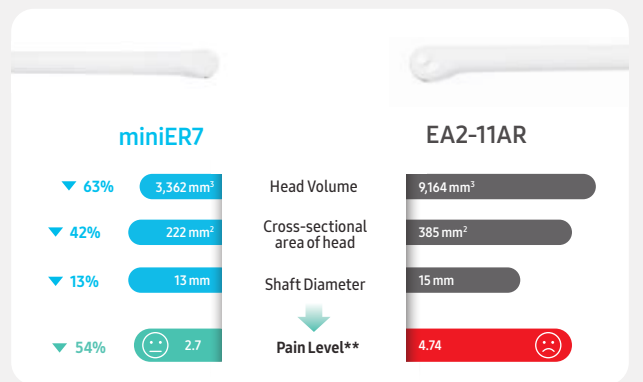 miniER7
EA2-11AR
▼ 63%
3,362 mm³
Head Volume
9,164 mm³
▼ 42%
222 mm²
Cross-sectional
area of head
385 mm²
▼ 13%
13 mm
Shaft Diameter
15 mm
▼ 54%
2.7
Pain Level**
4.74